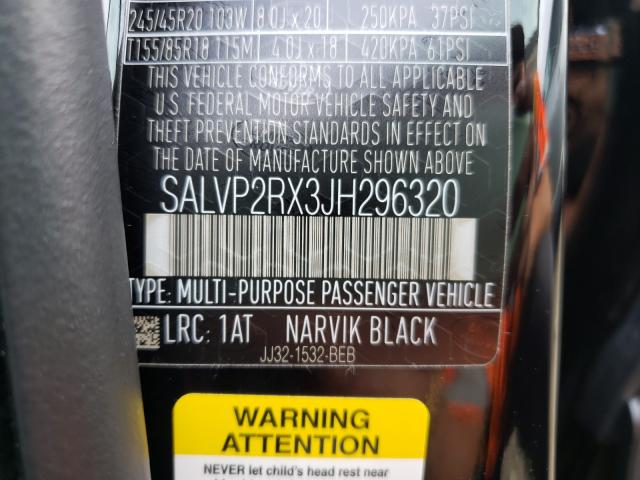 245/45R20 103W 8.0J x 20 250KPA 37PSI
T155/85R18 115M 4.0J x 18 420KPA 61PSI
THIS VEHICLE CONFORMS TO ALL APPLICABLE
U.S. FEDERAL MOTOR VEHICLE SAFETY AND
THEFT PREVENTION STANDARDS IN EFFECT ON
THE DATE OF MANUFACTURE SHOWN ABOVE
SALVP2RX3JH296320
TYPE: MULTI-PURPOSE PASSENGER VEHICLE
LRC: 1AT NARVIK BLACK
JJ32-1532-BEB
WARNING
ATTENTION
NEVER let child's head rest near